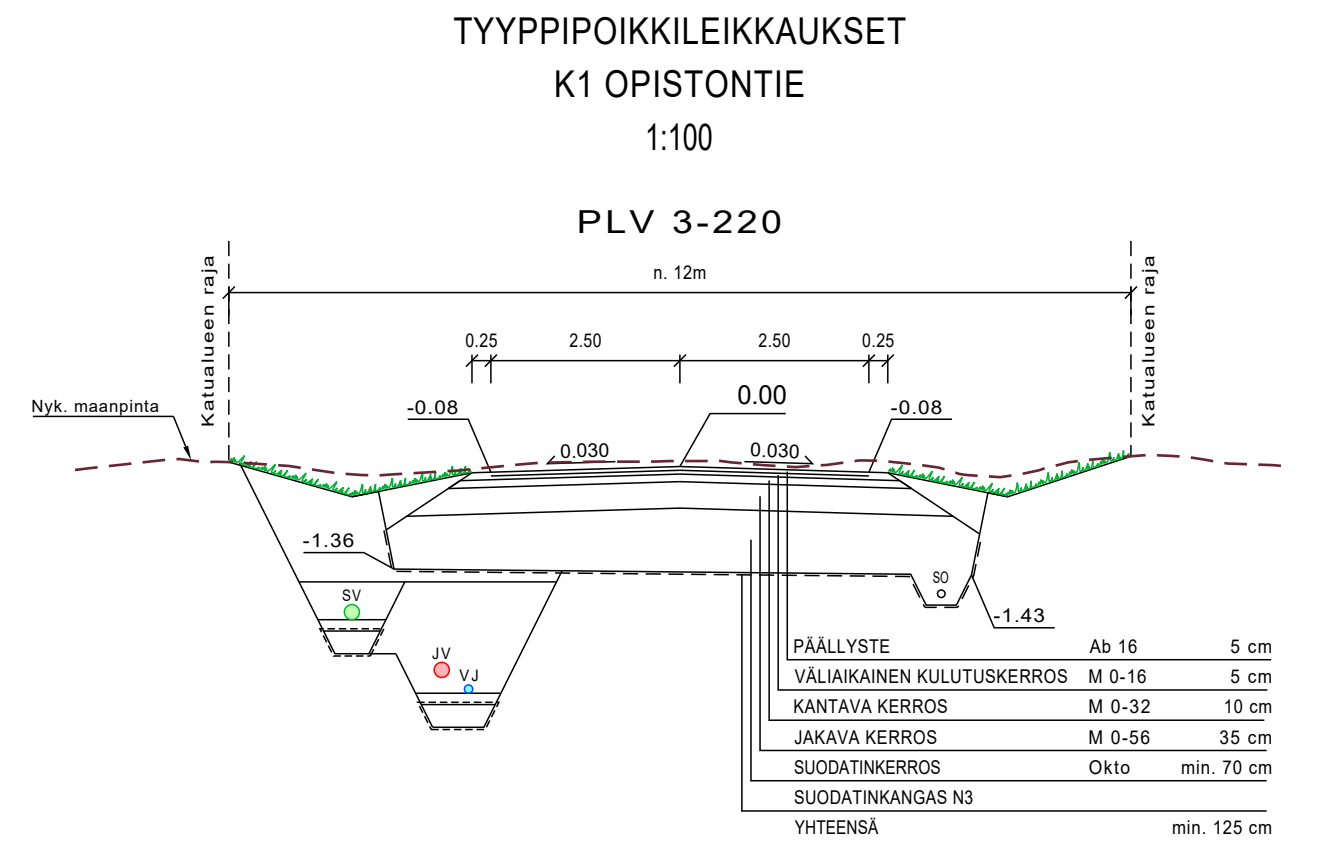 TYYPPIPOIKKILEIKKAUKSET
K1 OPISTONTIE
1:100
PLV 3-220
Katualueen raja
n. 12m
Katualueen raja
0.25 2.50 2.50 0.25
Nyk. maanpinta
-0.08
0.00
-0.08
0.030
0.030
-1.36
SV
SO
-1.43
JV
VJ
PÄÄLLYSTE Ab 16 5 cm
VÄLIAIKAINEN KULUTUSKERROS M 0-16 5 cm
KANTAVA KERROS M 0-32 10 cm
JAKAVA KERROS M 0-56 35 cm
SUODATINKERROS Okto min. 70 cm
SUODATINKANGAS N3
YHTEENSÄ min. 125 cm